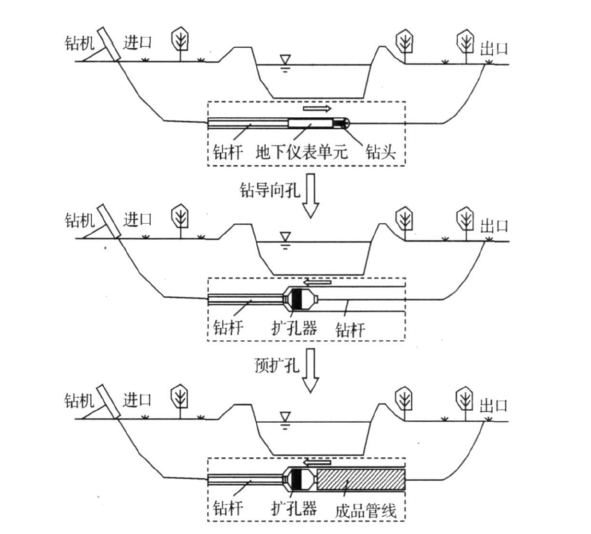 钻机 进口 出口
钻杆 地下仪表单元 钻头
钻导向孔
钻机 进口 出口
钻杆 扩孔器 钻杆
预扩孔
钻机 进口 出口
钻杆 扩孔器 成品管线